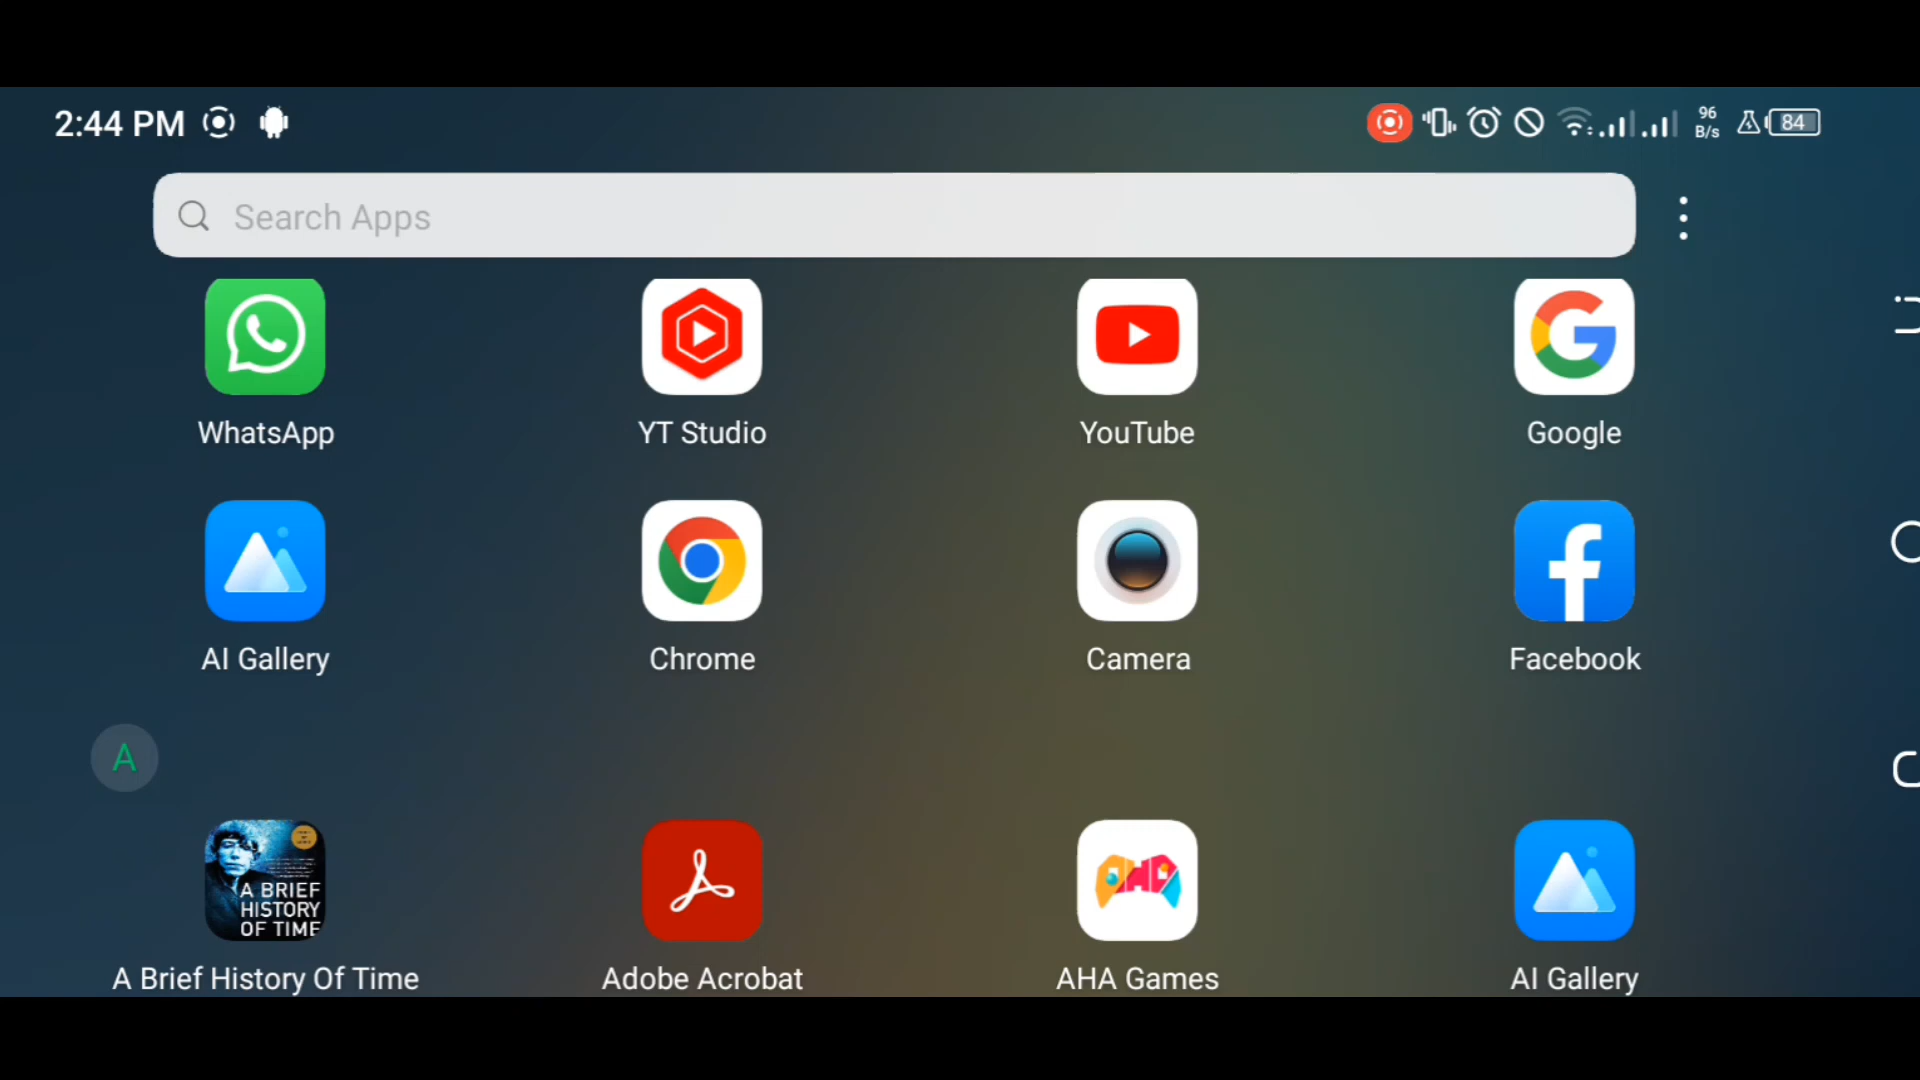 2:44 PM
96
B/s
84
Search Apps
WhatsApp YT Studio YouTube Google
AI Gallery Chrome Camera Facebook
A
A BRIEF
HISTORY
OF TIME
A Brief History Of Time Adobe Acrobat AHA Games AI Gallery